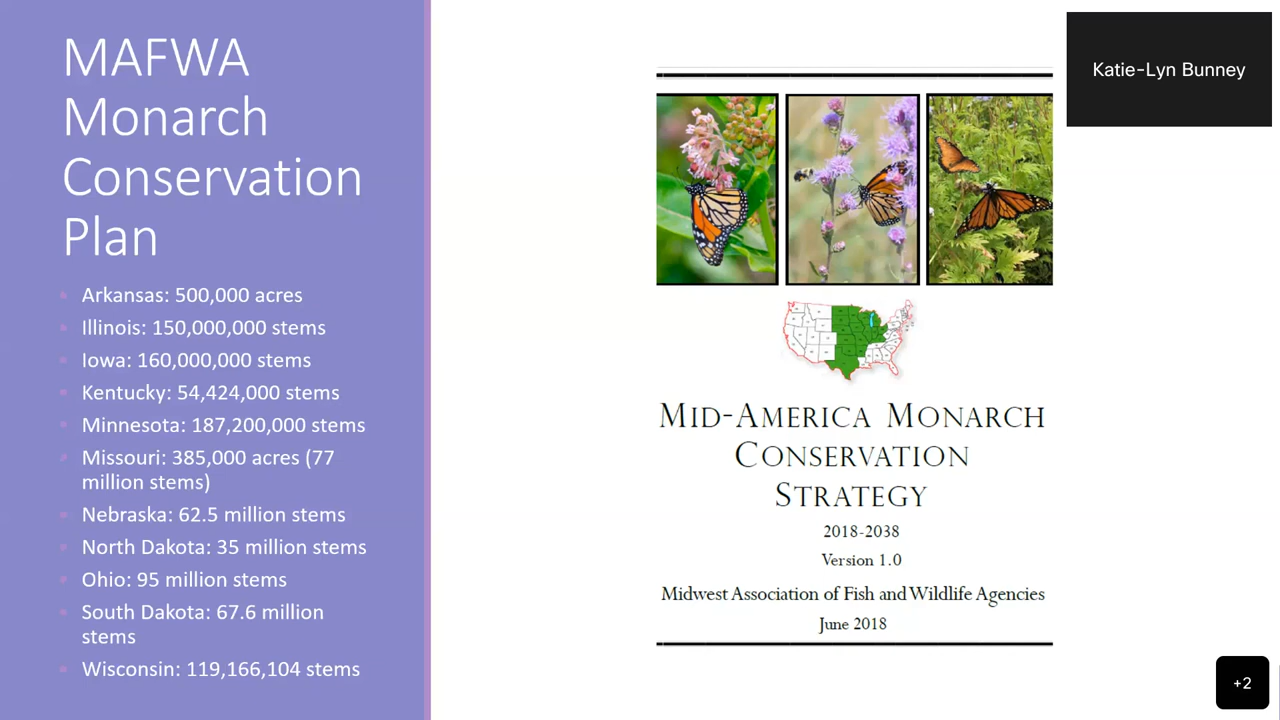 MAFWA
Monarch
Conservation
Plan
Arkansas: 500,000 acres
Illinois: 150,000,000 stems
Iowa: 160,000,000 stems
Kentucky: 54,424,000 stems
Minnesota: 187,200,000 stems
Missouri: 385,000 acres (77
million stems)
Nebraska: 62.5 million stems
North Dakota: 35 million stems
Ohio: 95 million stems
South Dakota: 67.6 million
stems
Wisconsin: 119,166,104 stems
Mid-America Monarch
Conservation
Strategy
2018-2038
Version 1.0
Midwest Association of Fish and Wildlife Agencies
June 2018
Katie-Lyn Bunney
+2